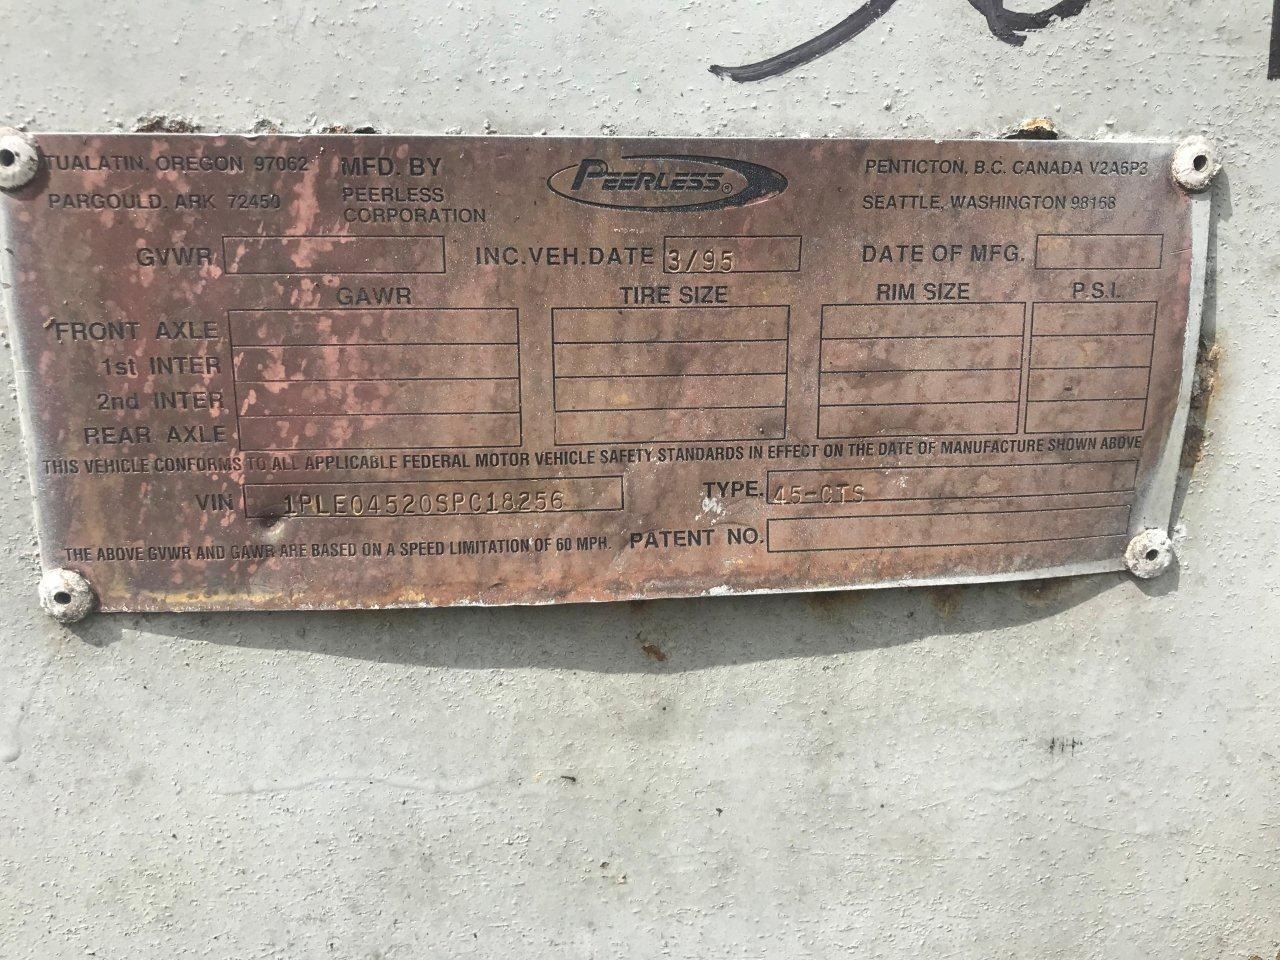 TUALATIN, OREGON 97062 MFD. BY PEERLESS® PENTICTON, B.C. CANADA V2A6P3
PARGOULD, ARK 72450 PEERLESS CORPORATION SEATTLE, WASHINGTON 98168
GVWR INC. VEH. DATE 3/95 DATE OF MFG.
GAWR TIRE SIZE RIM SIZE P.S.I.
FRONT AXLE
1st INTER
2nd INTER
REAR AXLE
THIS VEHICLE CONFORMS TO ALL APPLICABLE FEDERAL MOTOR VEHICLE SAFETY STANDARDS IN EFFECT ON THE DATE OF MANUFACTURE SHOWN ABOVE
VIN 1PLE04520SPC18256 TYPE. 45-CTS
THE ABOVE GVWR AND GAWR ARE BASED ON A SPEED LIMITATION OF 60 MPH. PATENT NO.